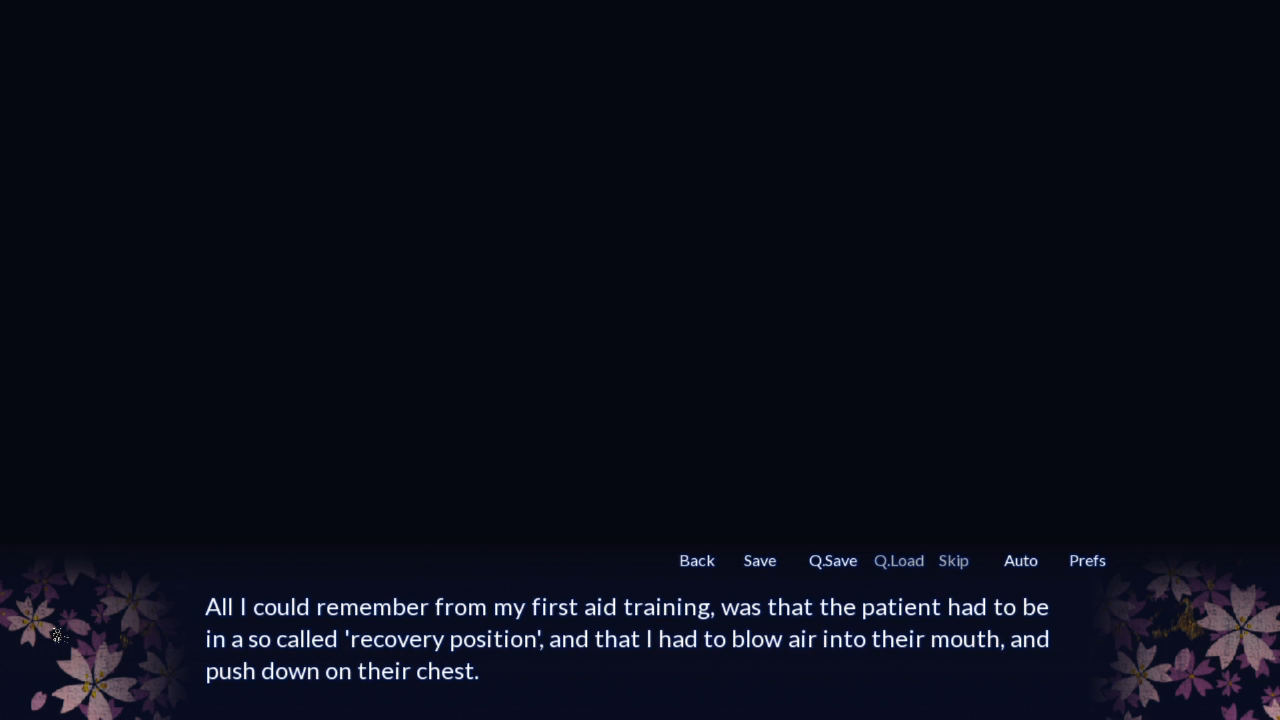 Back Save Q.Save Q.Load Skip Auto Prefs
All I could remember from my first aid training, was that the patient had to be
in a so called 'recovery position', and that I had to blow air into their mouth, and
push down on their chest.